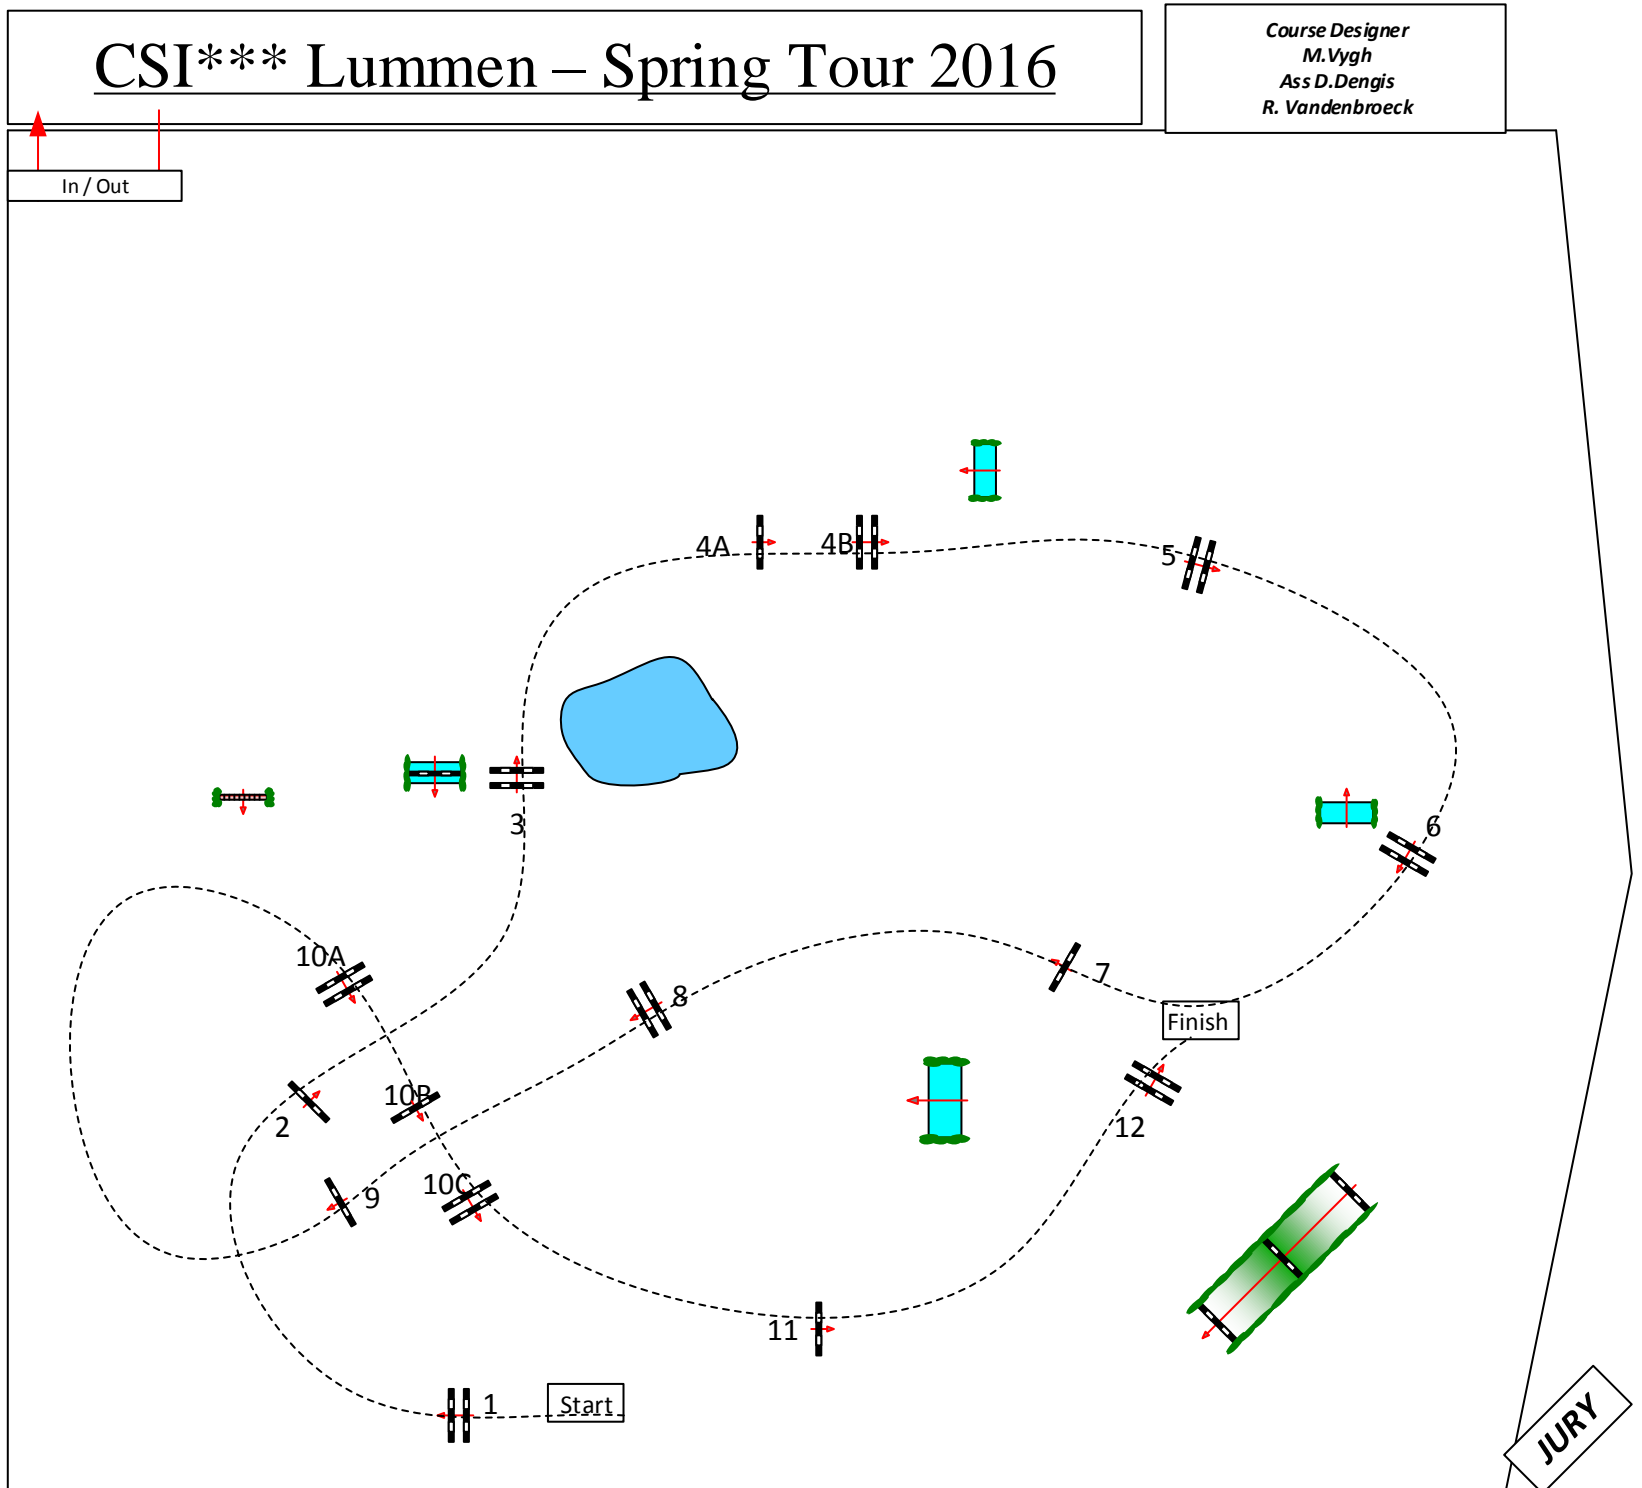 CSI*** Lummen – Spring Tour 2016
Course Designer
M.Vygh
Ass D.Dengis
R. Vandenbroeck
In / Out
4A
4B
5
3
6
10A
7
8
Finish
10B
2
12
9
10C
11
1
Start
JURY